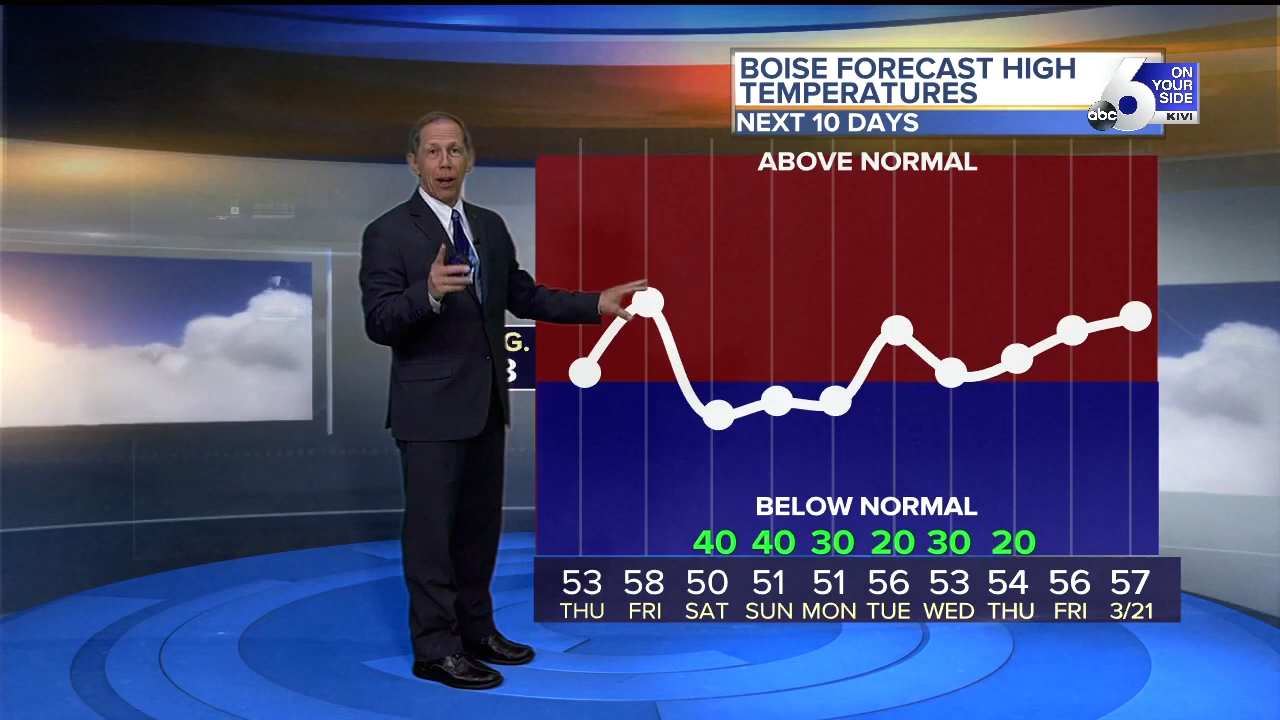 BOISE FORECAST HIGH
TEMPERATURES
NEXT 10 DAYS
abc 6 ON
YOUR
SIDE
KIVI
ABOVE NORMAL
G.
BELOW NORMAL
40 40 30 20 30 20
53 58 50 51 51 56 53 54 56 57
THU FRI SAT SUN MON TUE WED THU FRI 3/21